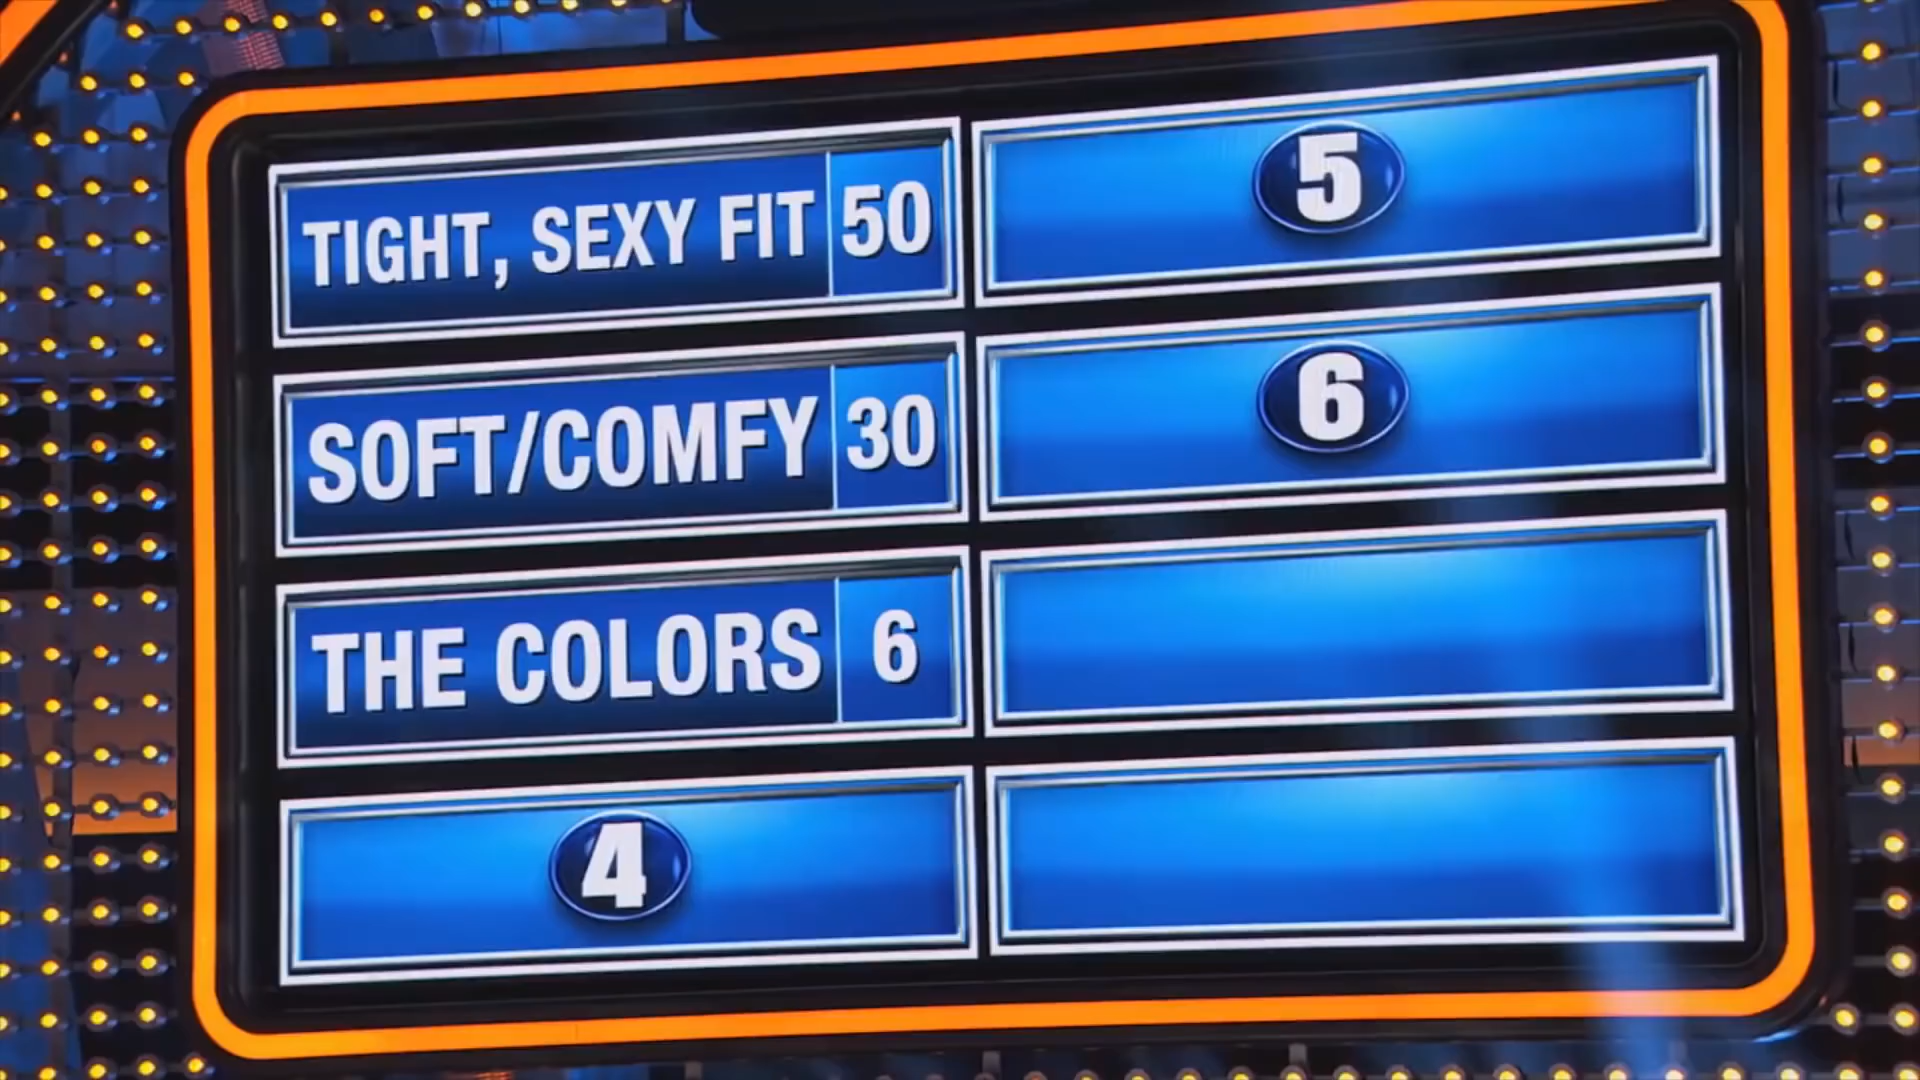 TIGHT, SEXY FIT 50
SOFT/COMFY 30
THE COLORS 6
4
5
6